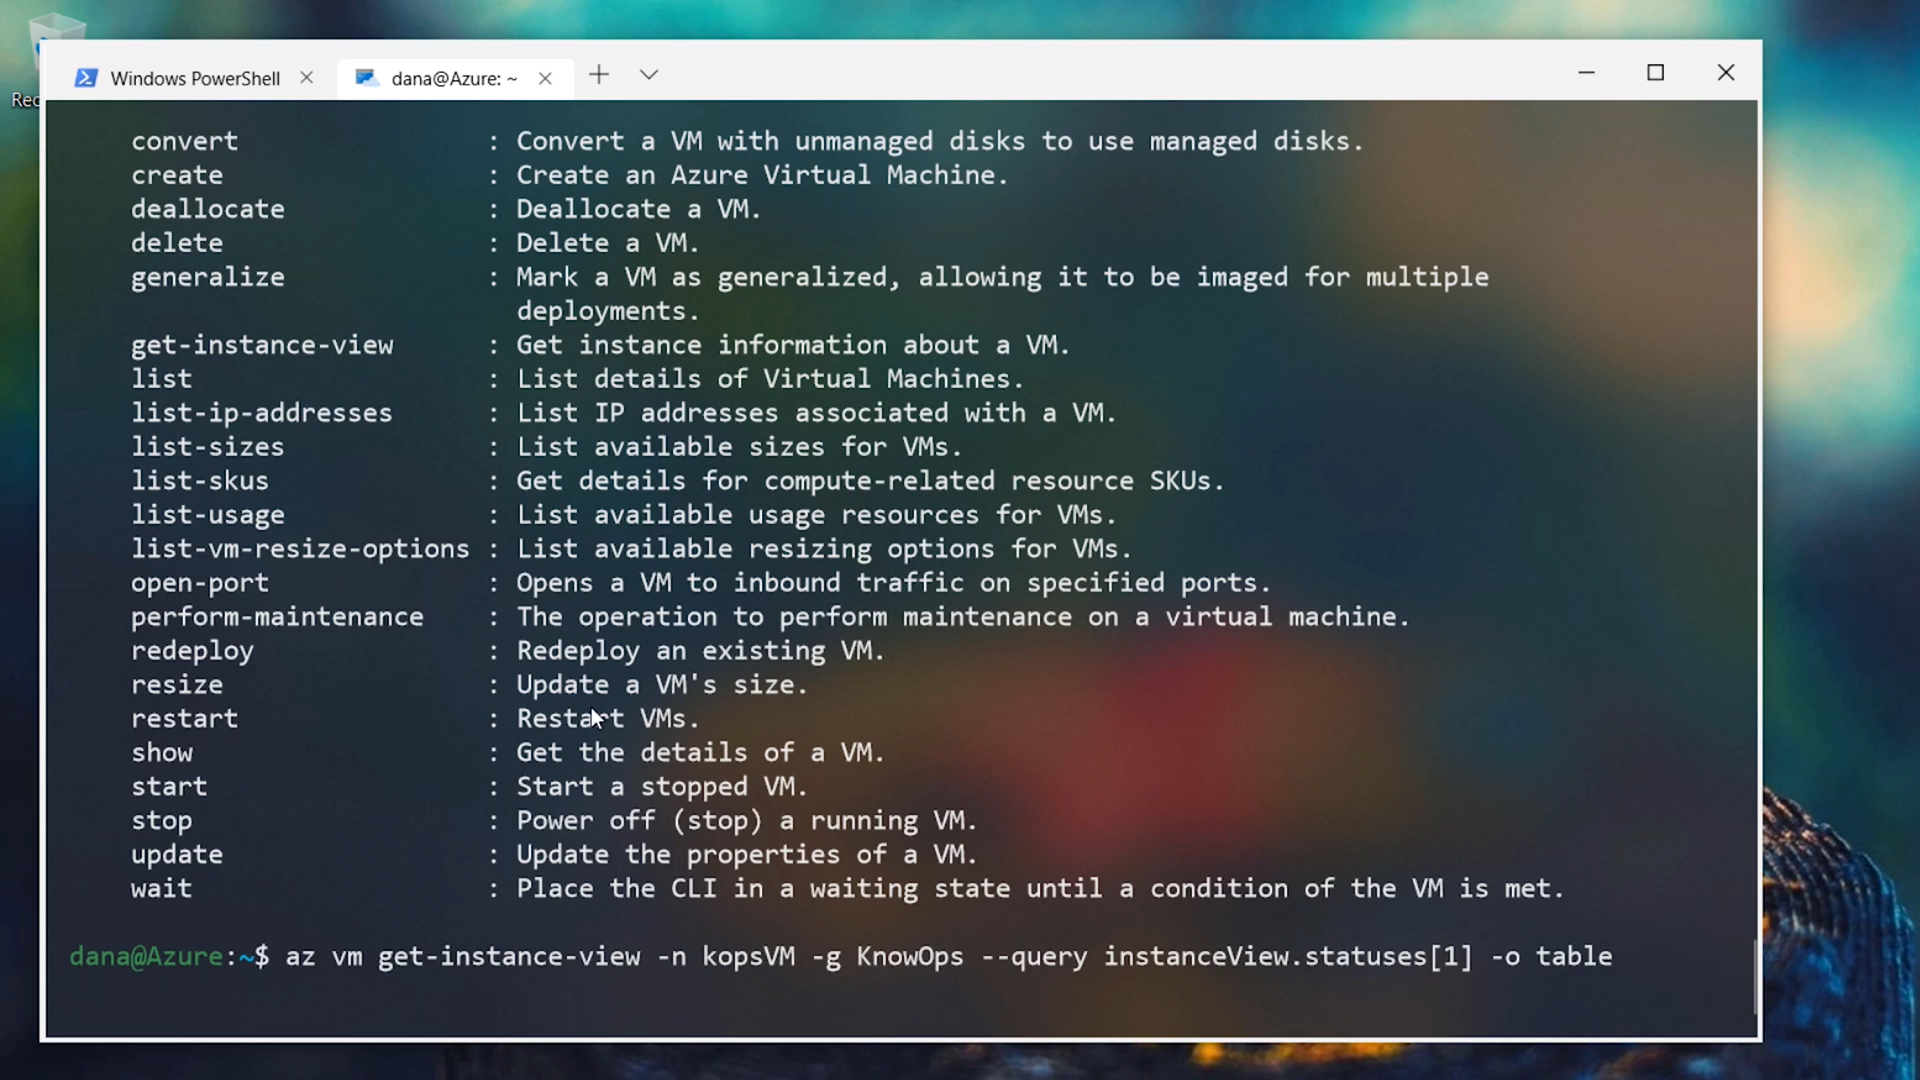 Rec
Windows PowerShell
dana@Azure: ~
convert : Convert a VM with unmanaged disks to use managed disks.
create : Create an Azure Virtual Machine.
deallocate : Deallocate a VM.
delete : Delete a VM.
generalize : Mark a VM as generalized, allowing it to be imaged for multiple
deployments.
get-instance-view : Get instance information about a VM.
list : List details of Virtual Machines.
list-ip-addresses : List IP addresses associated with a VM.
list-sizes : List available sizes for VMs.
list-skus : Get details for compute-related resource SKUs.
list-usage : List available usage resources for VMs.
list-vm-resize-options : List available resizing options for VMs.
open-port : Opens a VM to inbound traffic on specified ports.
perform-maintenance : The operation to perform maintenance on a virtual machine.
redeploy : Redeploy an existing VM.
resize : Update a VM's size.
restart : Restart VMs.
show : Get the details of a VM.
start : Start a stopped VM.
stop : Power off (stop) a running VM.
update : Update the properties of a VM.
wait : Place the CLI in a waiting state until a condition of the VM is met.
dana@Azure:~$ az vm get-instance-view -n kopsVM -g KnowOps --query instanceView.statuses[1] -o table